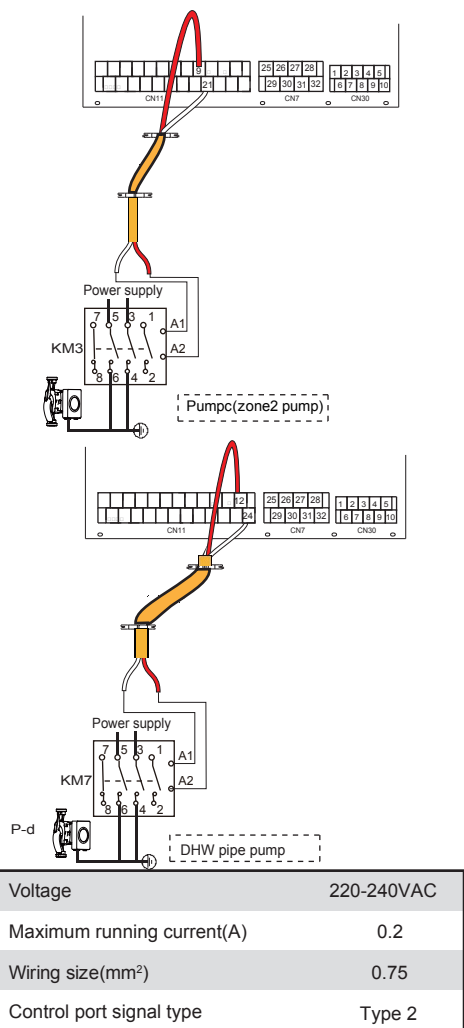 9
25 26 27 28
1 2 3 4 5
21
29 30 31 32
6 7 8 9 10
CN11
CN7
CN30
Power supply
7 5 3 1
A1
KM3
A2
8 6 4 2
Pumpc(zone2 pump)
12
25 26 27 28
1 2 3 4 5
24
29 30 31 32
6 7 8 9 10
CN11
CN7
CN30
Power supply
7 5 3 1
A1
KM7
A2
8 6 4 2
P-d
DHW pipe pump
Voltage 220-240VAC
Maximum running current(A) 0.2
Wiring size(mm²) 0.75
Control port signal type Type 2